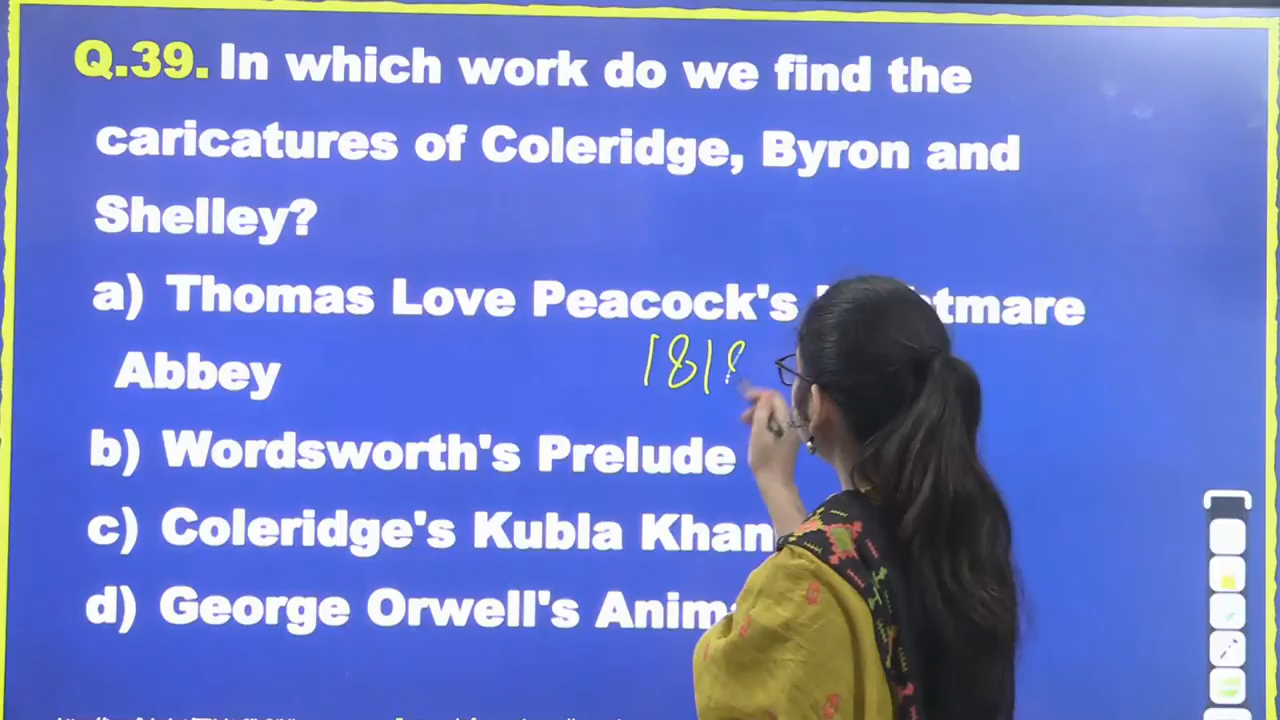 Q.39. In which work do we find the
caricatures of Coleridge, Byron and
Shelley?
a) Thomas Love Peacock's
Abbey
1818
b) Wordsworth's Prelude
c) Coleridge's Kubla Khan
d) George Orwell's